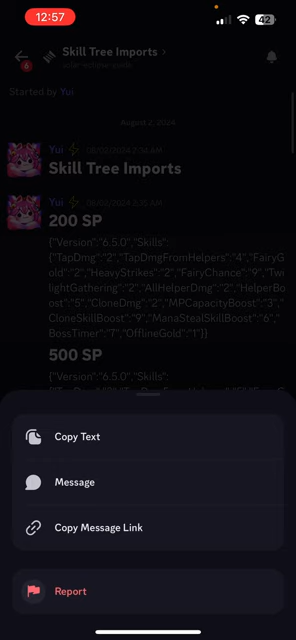 12:57
42
Skill Tree Imports
6
Started by Yui
August 2, 2024
Yui
Skill Tree Imports
Yui
200 SP
{"Version":"6.5.0","Skills":
{"TapDmg":"2","TapDmgFromHelpers":"4","FairyG
old":"2","HeavyStrikes":"2","FairyChance":"9","Twi
lightGathering":"2","AllHelperDmg":"2","HelperBo
ost":"5","CloneDmg":"2","MPCapacityBoost":"3","
CloneSkillBoost":"9","ManaStealSkillBoost":"6","
BossTimer":"7","OfflineGold":"1"}}
500 SP
{"Version":"6.5.0","Skills":
Copy Text
Message
Copy Message Link
Report